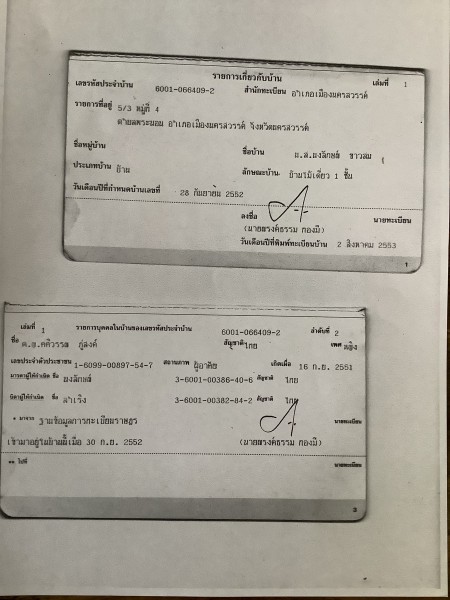 รายการเกี่ยวกับบ้าน เล่มที่ 1
เลขรหัสประจำบ้าน 6001-066409-2 สำนักทะเบียน อำเภอเมืองนครสวรรค์
รายการที่อยู่ 5/3 หมู่ที่ 4
ตำบลพระนอน อำเภอเมืองนครสวรรค์ จังหวัดนครสวรรค์
ชื่อหมู่บ้าน ชื่อบ้าน น.ส.ยงลักษณ์ ขาวสม
ประเภทบ้าน บ้าน ลักษณะบ้าน บ้านไม้เดี่ยว 1 ชั้น
วันเดือนปีที่กำหนดบ้านเลขที่ 28 กันยายน 2552
ลงชื่อ นายทะเบียน
(นายณรงค์ธรรม กองมี)
วันเดือนปีที่พิมพ์ทะเบียนบ้าน 2 สิงหาคม 2553
1
เล่มที่ 1 รายการบุคคลในบ้านของเลขรหัสประจำบ้าน 6001-066409-2 ลำดับที่ 2
ชื่อ ด.ญ.ศศิวรรณ ภู่องค์ สัญชาติ ไทย เพศ หญิง
เลขประจำตัวประชาชน 1-6099-00897-54-7 สถานภาพ ผู้อาศัย เกิดเมื่อ 16 ก.ย. 2551
มารดาผู้ให้กำเนิด ชื่อ ยงลักษณ์ 3-6001-00386-40-6 สัญชาติ ไทย
บิดาผู้ให้กำเนิด ชื่อ สำเริง 3-6001-00382-84-2 สัญชาติ ไทย
* มาจาก ฐานข้อมูลการทะเบียนราษฎร นายทะเบียน
เข้ามาอยู่ในบ้านนี้เมื่อ 30 ก.ย. 2552 (นายณรงค์ธรรม กองมี)
** ไปที่ นายทะเบียน
3